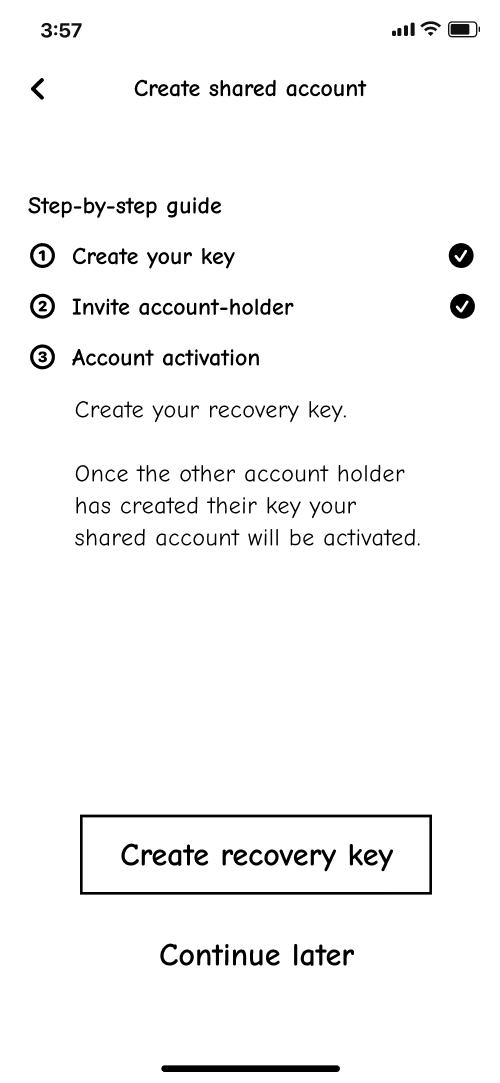 3:57
Create shared account
Step-by-step guide
1 Create your key
2 Invite account-holder
3 Account activation
Create your recovery key.
Once the other account holder
has created their key your
shared account will be activated.
Create recovery key
Continue later